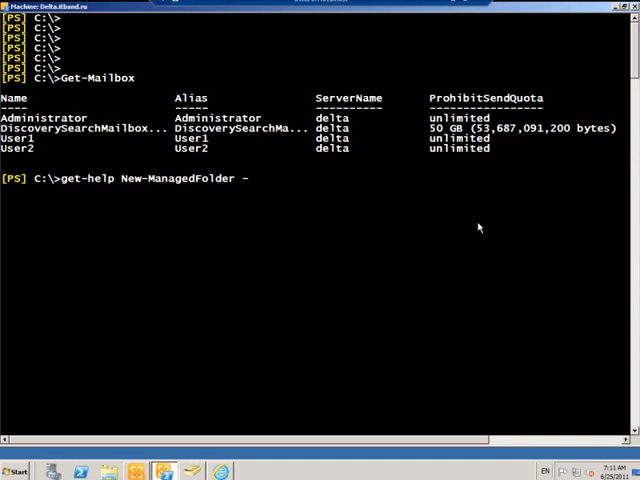 Machine: Delta.itband.ru
[PS] C:\>
[PS] C:\>
[PS] C:\>
[PS] C:\>
[PS] C:\>
[PS] C:\>
[PS] C:\>Get-Mailbox
Name Alias ServerName ProhibitSendQuota
---- ----- ---------- -----------------
Administrator Administrator delta unlimited
DiscoverySearchMailbox... DiscoverySearchMa... delta 50 GB (53,687,091,200 bytes)
User1 User1 delta unlimited
User2 User2 delta unlimited
[PS] C:\>get-help New-ManagedFolder -
Start EN 7:11 AM
6/25/2011